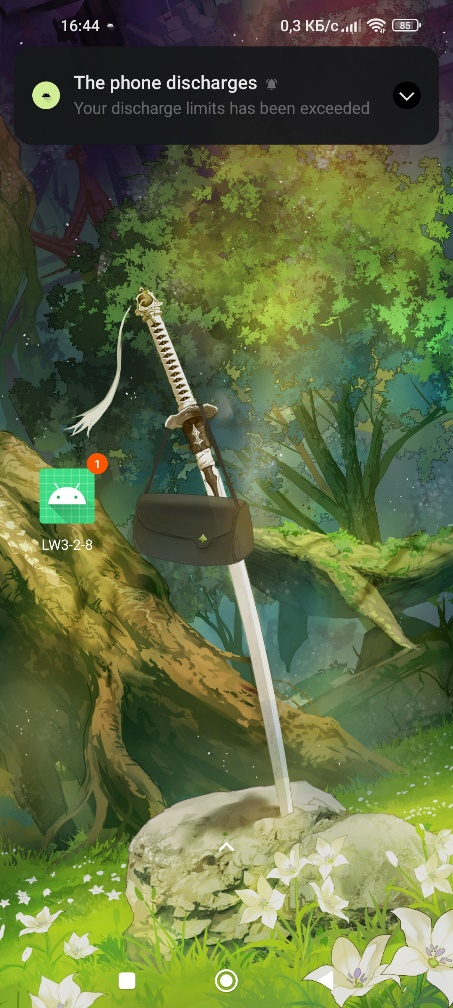 16:44
0,3 КБ/с
85
The phone discharges
Your discharge limits has been exceeded
1
LW3-2-8